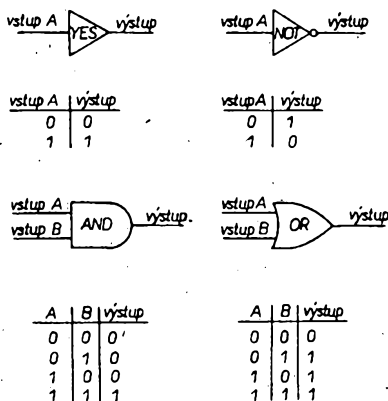 vstup A YES výstup
vstup A NOT výstup
vstup A výstup
0 0
1 1
vstup A výstup
0 1
1 0
vstup A
vstup B AND výstup.
vstup A
vstup B OR výstup
A B výstup
0 0 0
0 1 0
1 0 0
1 1 1
A B výstup
0 0 0
0 1 1
1 0 1
1 1 1